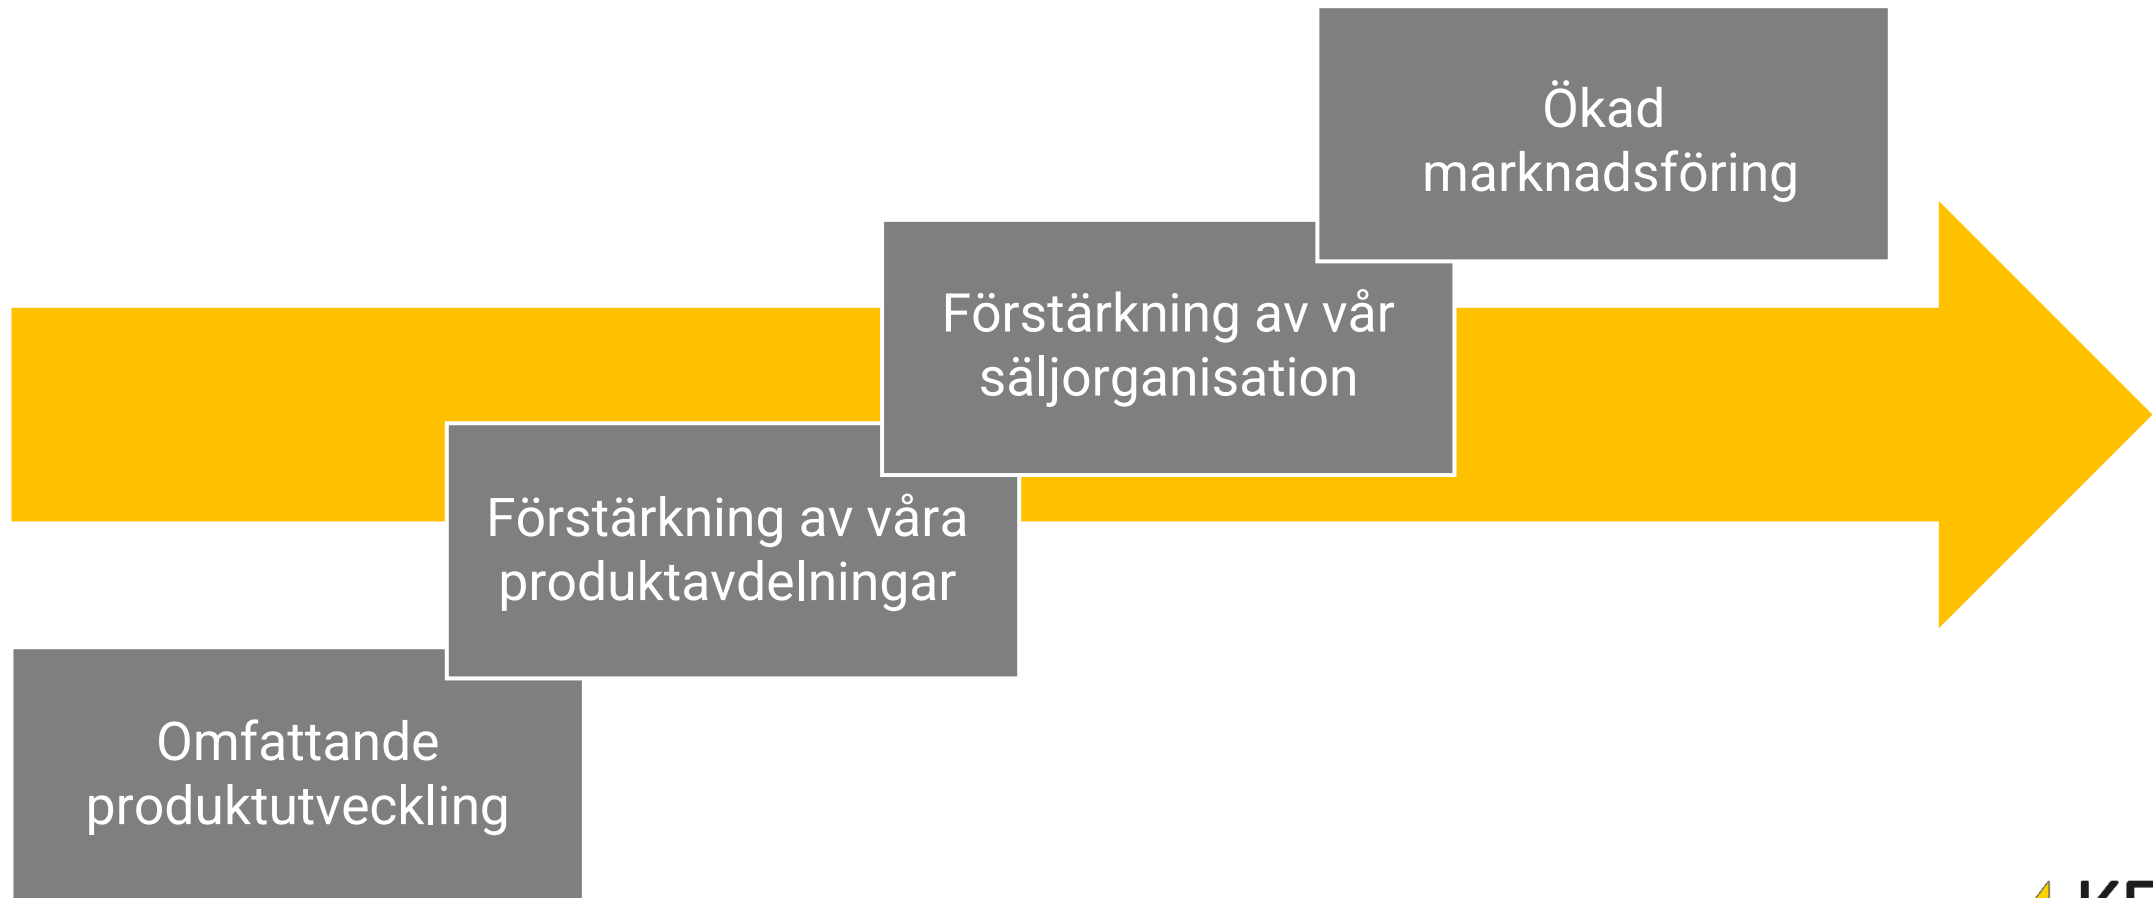 Ökad
marknadsföring
Förstärkning av vår
säljorganisation
Förstärkning av våra
produktavdelningar
Omfattande
produktutveckling